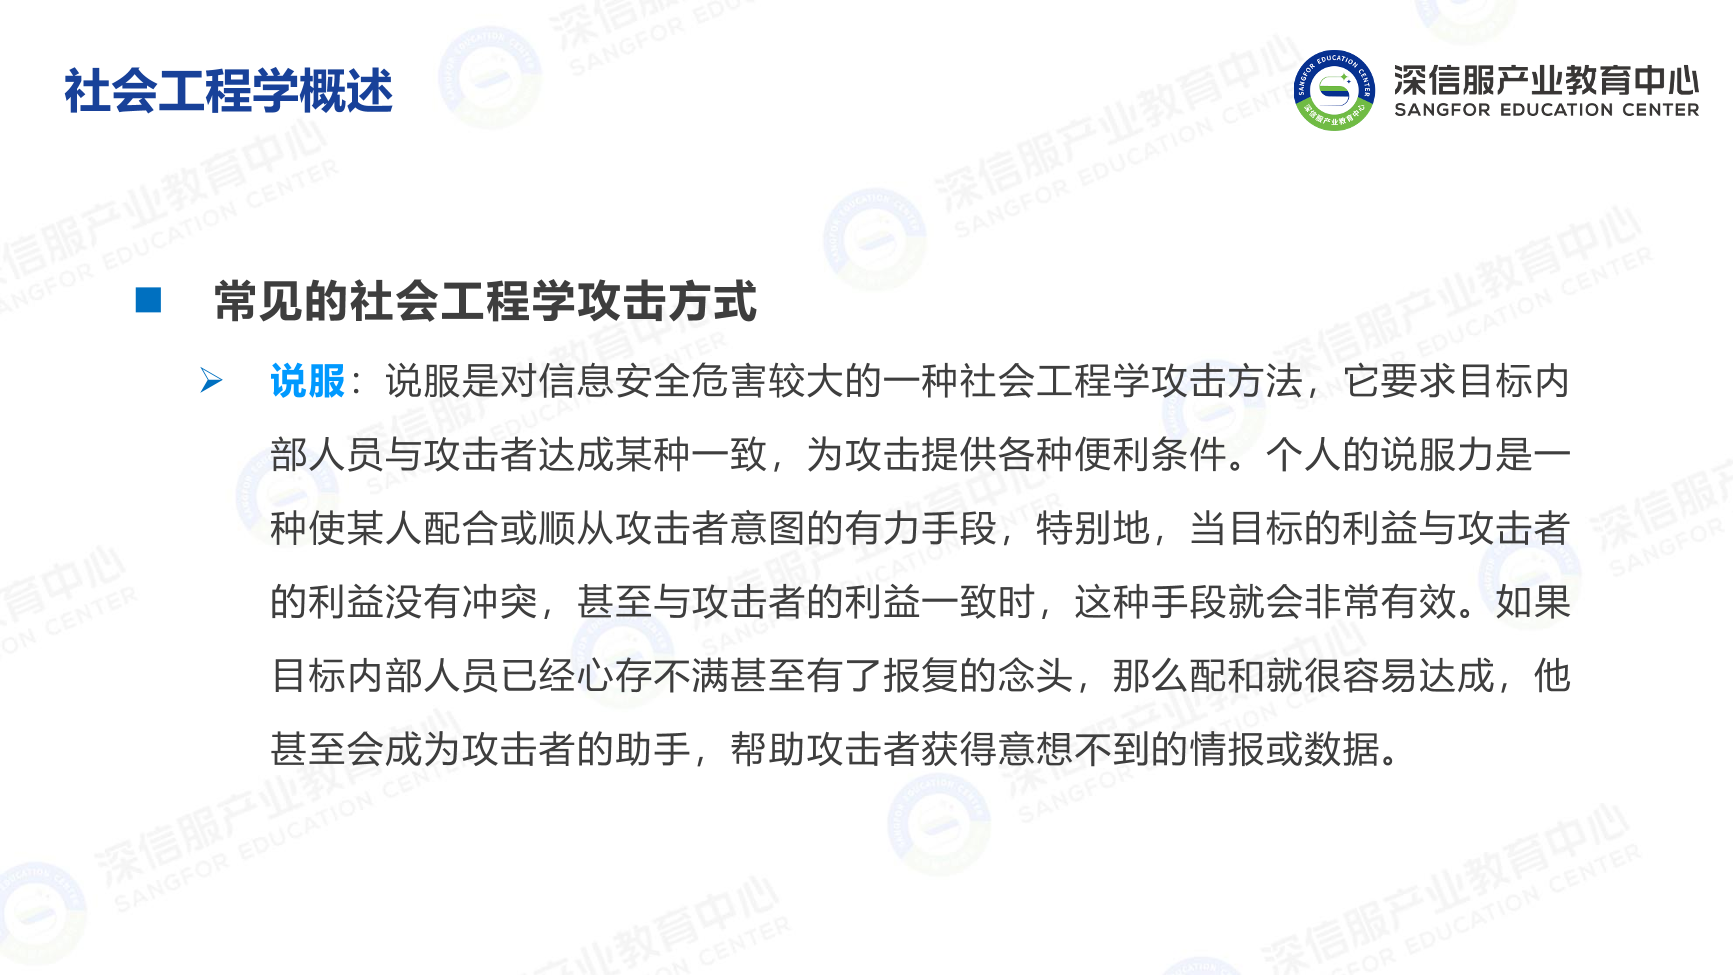 社会工程学概述
深信服产业教育中心
SANGFOR EDUCATION CENTER
常见的社会工程学攻击方式
说服：说服是对信息安全危害较大的一种社会工程学攻击方法，它要求目标内
部人员与攻击者达成某种一致，为攻击提供各种便利条件。个人的说服力是一
种使某人配合或顺从攻击者意图的有力手段，特别地，当目标的利益与攻击者
的利益没有冲突，甚至与攻击者的利益一致时，这种手段就会非常有效。如果
目标内部人员已经心存不满甚至有了报复的念头，那么配和就很容易达成，他
甚至会成为攻击者的助手，帮助攻击者获得意想不到的情报或数据。